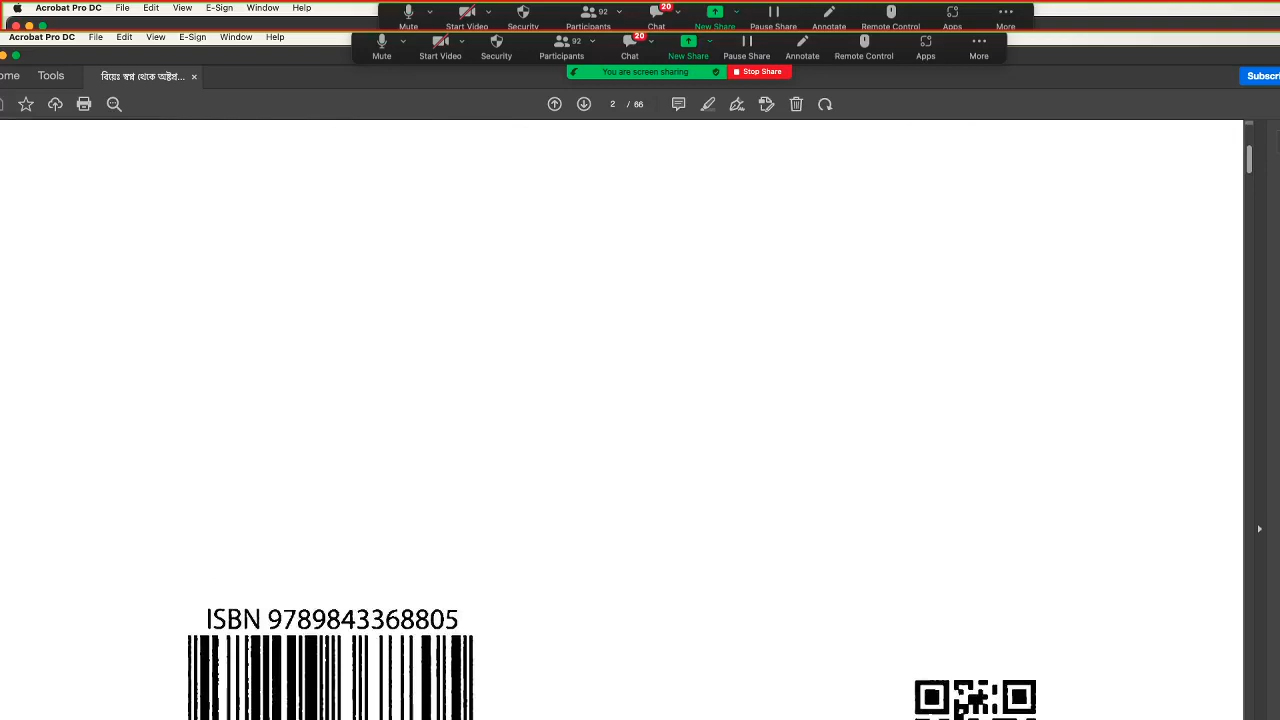 Acrobat Pro DC File Edit View E-Sign Window Help
20
92
Mute Start Video Security Participants Chat New Share Pause Share Annotate Remote Control Apps More
Acrobat Pro DC File Edit View E-Sign Window Help
20
92
Mute Start Video Security Participants Chat New Share Pause Share Annotate Remote Control Apps More
You are screen sharing Stop Share
ome Tools বিয়েঃ স্বপ্ন থেকে অষ্টপ্র... × Subscri
2 / 66
ISBN 9789843368805